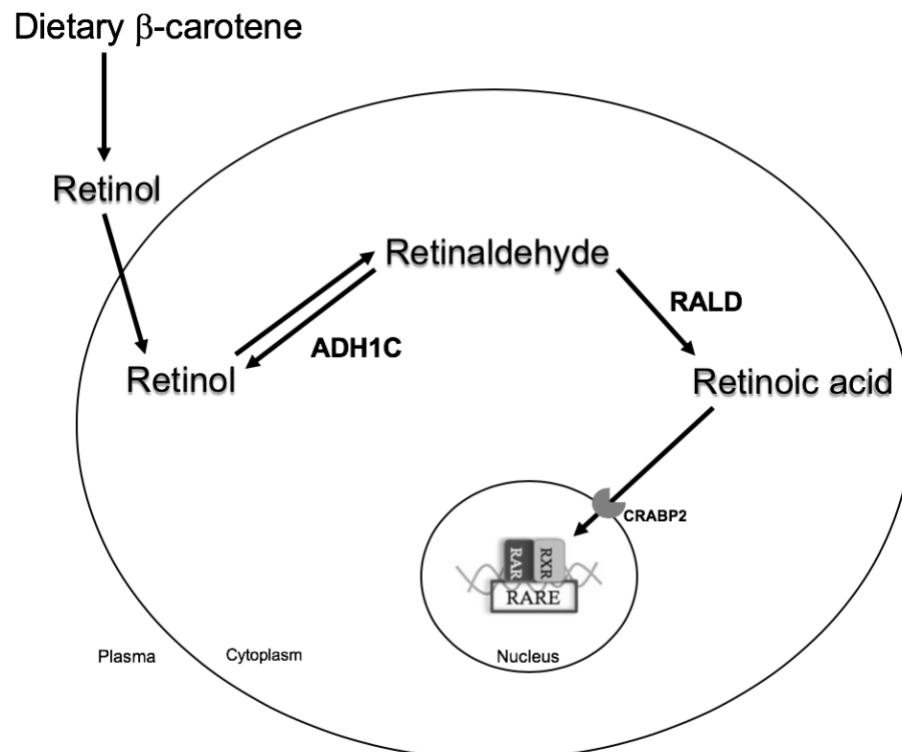 Dietary β-carotene
Retinol
Retinaldehyde
RALD
ADH1C
Retinol
Retinoic acid
CRABP2
RAR
RXR
RARE
Plasma
Cytoplasm
Nucleus